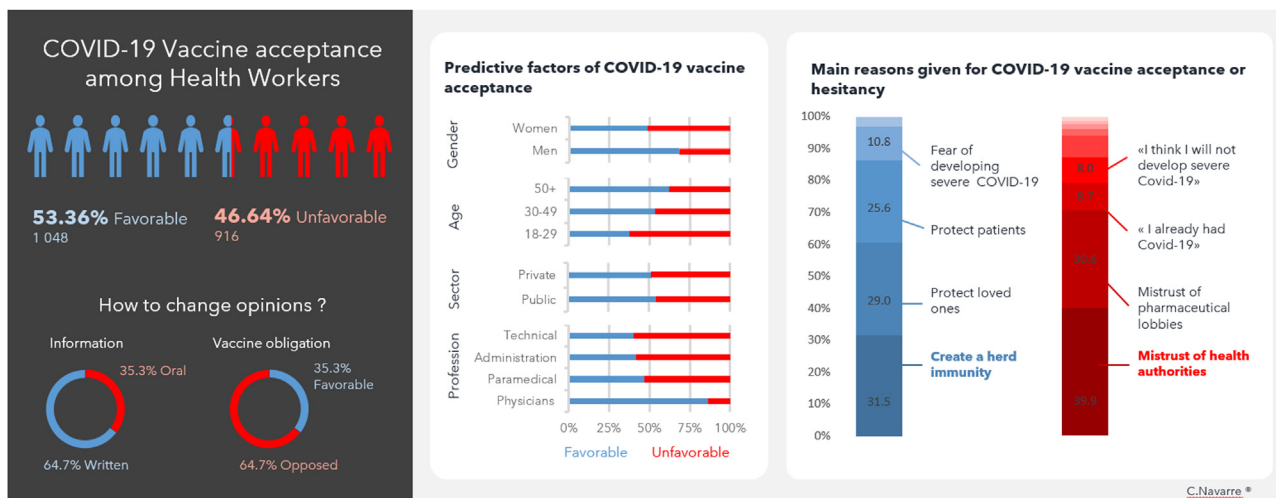 COVID-19 Vaccine acceptance
among Health Workers
53.36% Favorable
1 048
46.64% Unfavorable
916
How to change opinions ?
Information
Vaccine obligation
35.3% Oral
35.3%
Favorable
64.7% Written
64.7% Opposed
Predictive factors of COVID-19 vaccine
acceptance
Gender
Women
Men
Age
50+
30-49
18-29
Sector
Private
Public
Profession
Technical
Administration
Paramedical
Physicians
0% 25% 50% 75% 100%
Favorable Unfavorable
Main reasons given for COVID-19 vaccine acceptance or
hesitancy
100%
90%
80%
70%
60%
50%
40%
30%
20%
10%
0%
10.8
25.6
29.0
31.5
Fear of
developing
severe COVID-19
Protect patients
Protect loved
ones
Create a herd
immunity
8.0
8.7
30.6
39.9
«I think I will not
develop severe
Covid-19»
« I already had
Covid-19»
Mistrust of
pharmaceutical
lobbies
Mistrust of health
authorities
C.Navarre ®